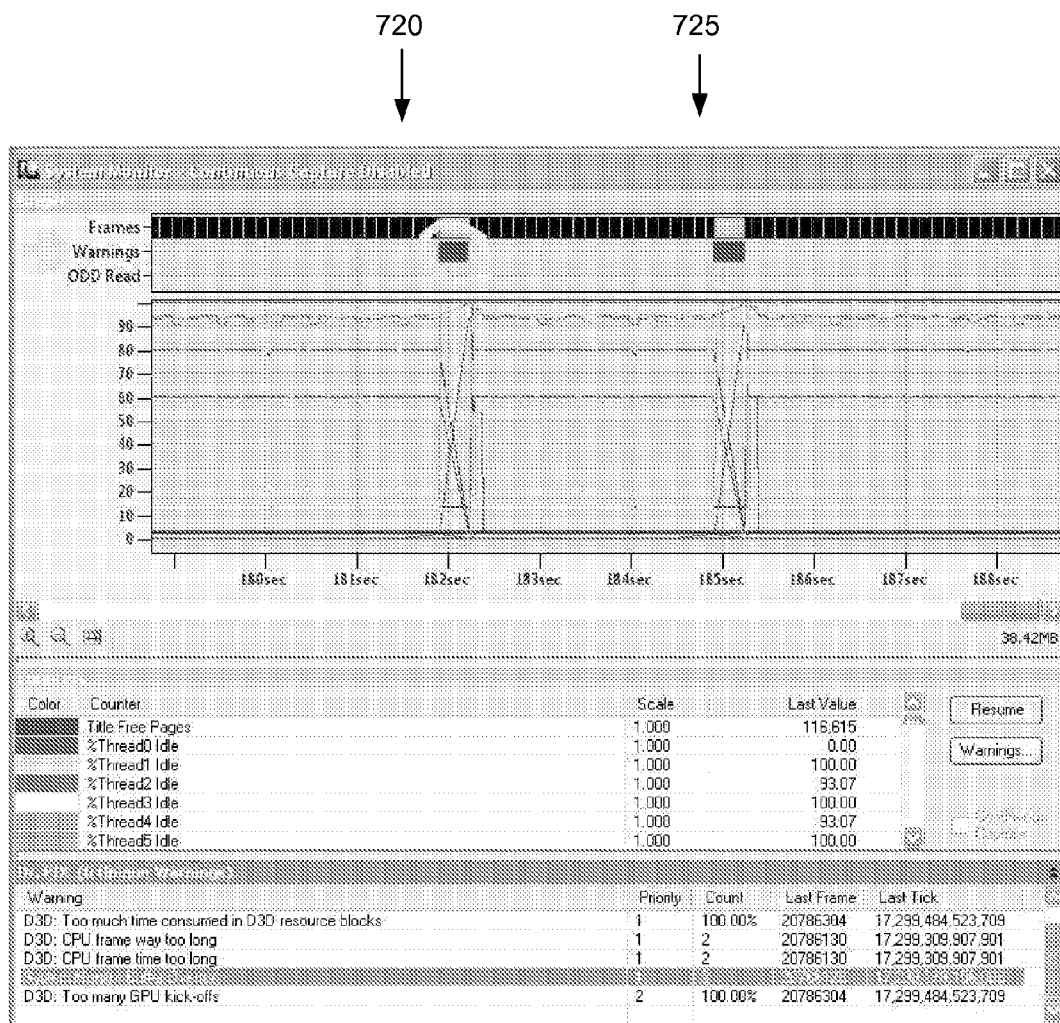 720 725
System Monitor - Continuous Capture Disabled
Frames
Warnings
ODD Read
90
80
70
60
50
40
30
20
10
0
180sec 181sec 182sec 183sec 184sec 185sec 186sec 187sec 188sec
38.42MB
Color Counter Scale Last Value
Title Free Pages 1.000 116,615
%Thread0 Idle 1.000 0.00
%Thread1 Idle 1.000 100.00
%Thread2 Idle 1.000 93.07
%Thread3 Idle 1.000 100.00
%Thread4 Idle 1.000 93.07
%Thread5 Idle 1.000 100.00
Resume
Warnings...
Warning Priority Count Last Frame Last Tick
D3D: Too much time consumed in D3D resource blocks 1 100.00% 20786304 17,299,484,523,709
D3D: CPU frame way too long 1 2 20786130 17,299,309,907,901
D3D: CPU frame time too long 1 2 20786130 17,299,309,907,901
D3D: Too many GPU kick-offs 2 100.00% 20786304 17,299,484,523,709